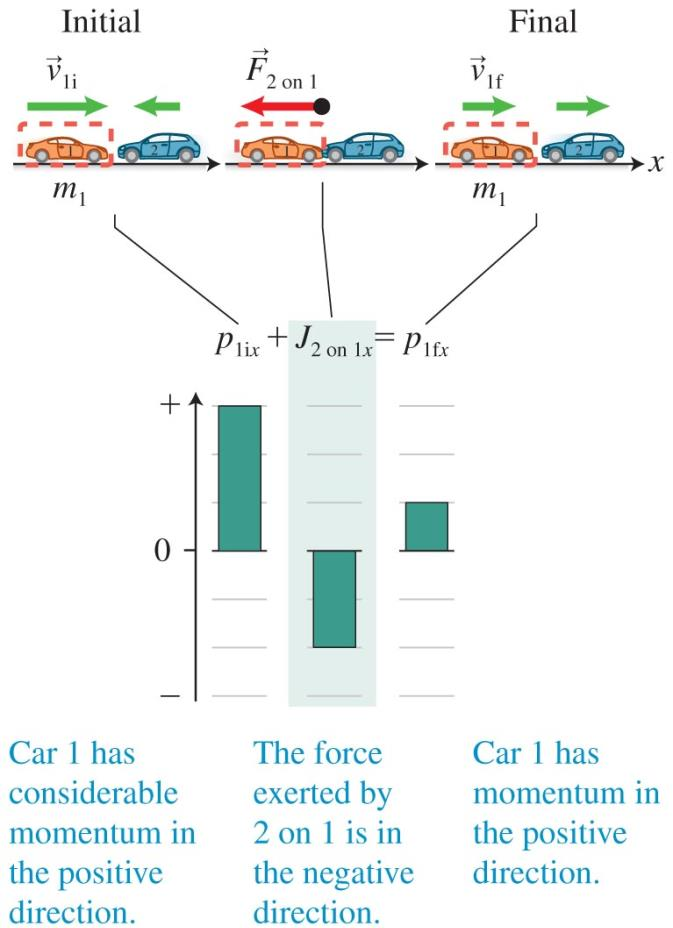 Initial
Final
v⃗1i
F⃗2 on 1
v⃗1f
1
2
1
2
1
2
x
m1
m1
p1ix + J2 on 1x = p1fx
+
0
−
Car 1 has
considerable
momentum in
the positive
direction.
The force
exerted by
2 on 1 is in
the negative
direction.
Car 1 has
momentum in
the positive
direction.